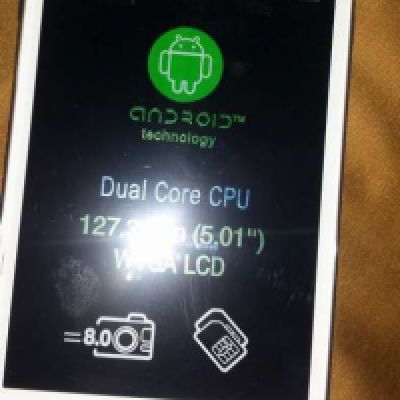 ANDROID™
technology
Dual Core CPU
(5.01")
LCD
=8.0